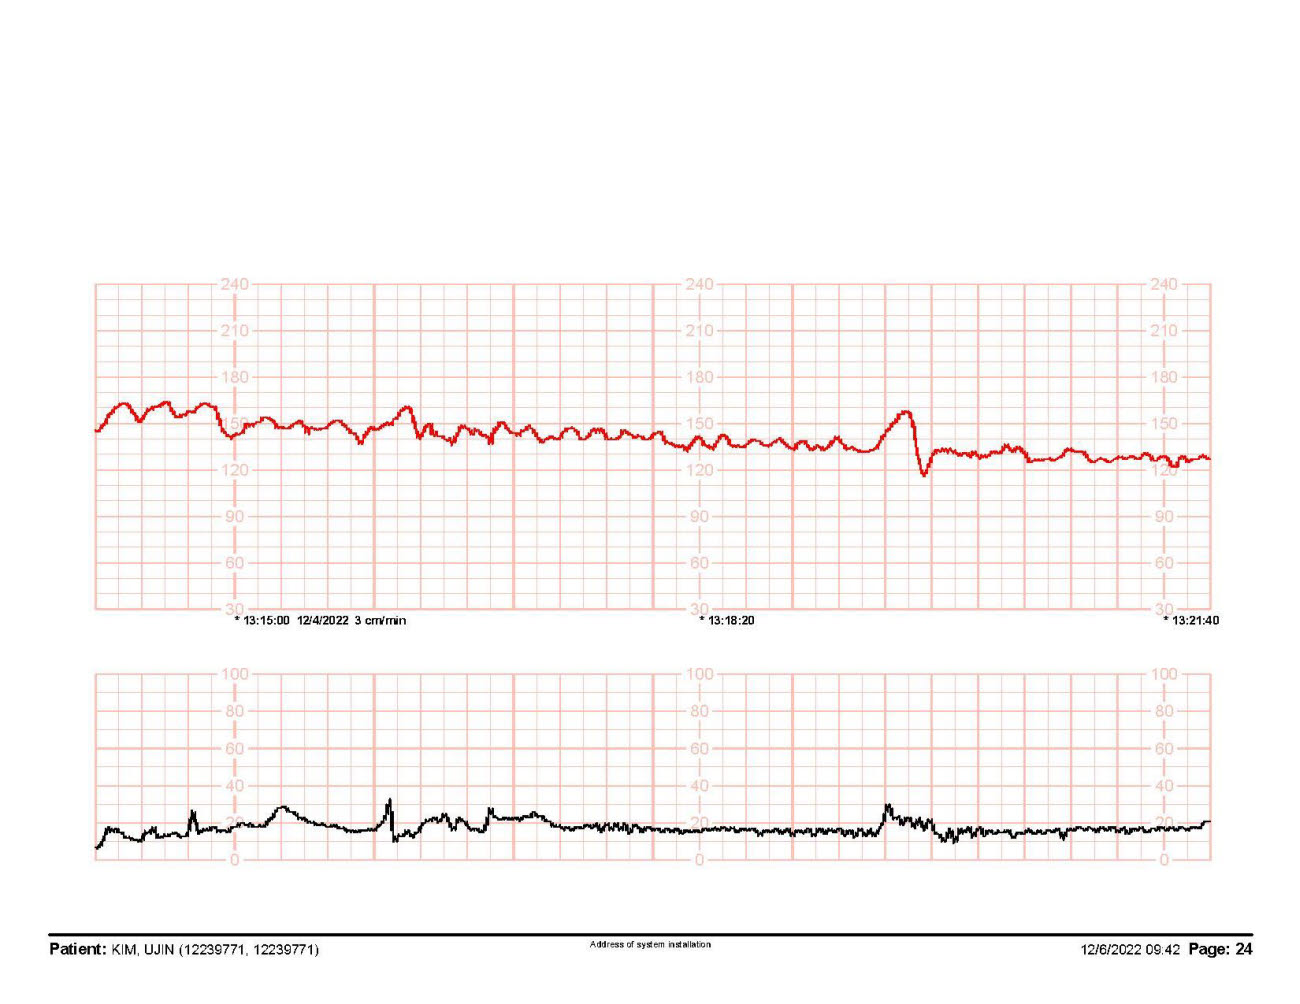 240 240 240
210 210 210
180 180 180
150 150 150
120 120 120
90 90 90
60 60 60
30 30 30
* 13:15:00 12/4/2022 3 cm/min * 13:18:20 * 13:21:40
100 100 100
80 80 80
60 60 60
40 40 40
20 20 20
0 0 0
Patient: KIM, UJIN (12239771, 12239771) Address of system installation 12/6/2022 09:42 Page: 24